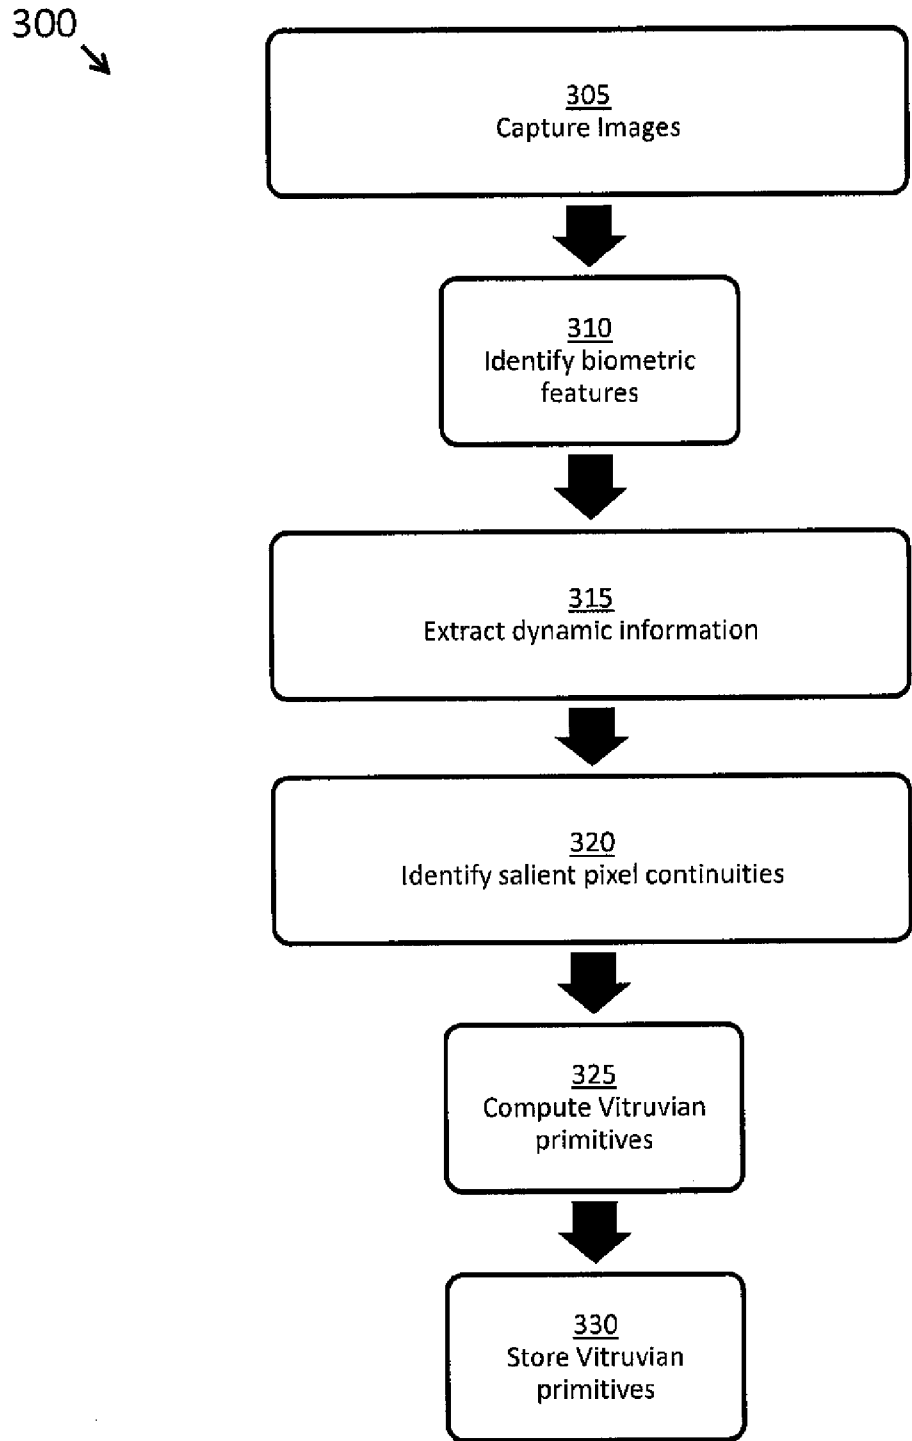 300
305
Capture Images
310
Identify biometric
features
315
Extract dynamic information
320
Identify salient pixel continuities
325
Compute Vitruvian
primitives
330
Store Vitruvian
primitives